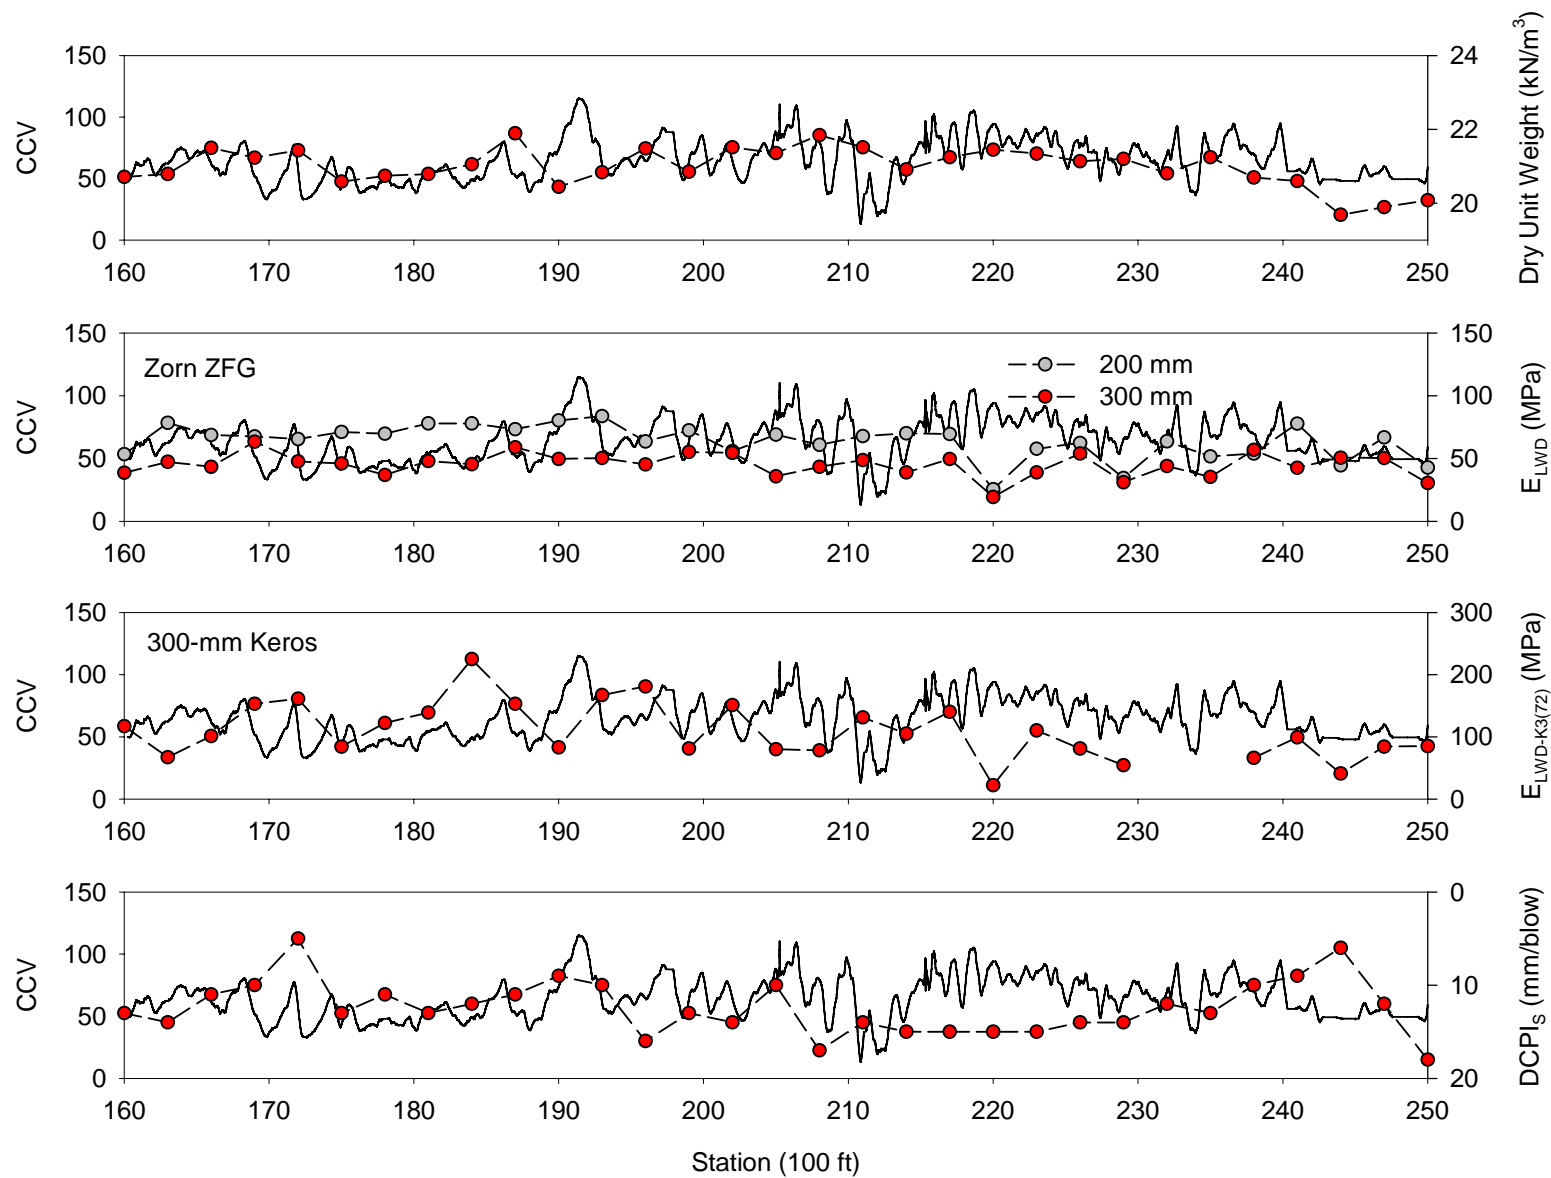 150
100
50
0
CCV
24
22
20
Dry Unit Weight (kN/m³)
160 170 180 190 200 210 220 230 240 250
Zorn ZFG
200 mm
300 mm
150
100
50
0
CCV
150
100
50
0
E_LWD (MPa)
160 170 180 190 200 210 220 230 240 250
300-mm Keros
150
100
50
0
CCV
300
200
100
0
E_LWD-K3(72) (MPa)
160 170 180 190 200 210 220 230 240 250
150
100
50
0
CCV
0
10
20
DCPI_S (mm/blow)
160 170 180 190 200 210 220 230 240 250
Station (100 ft)